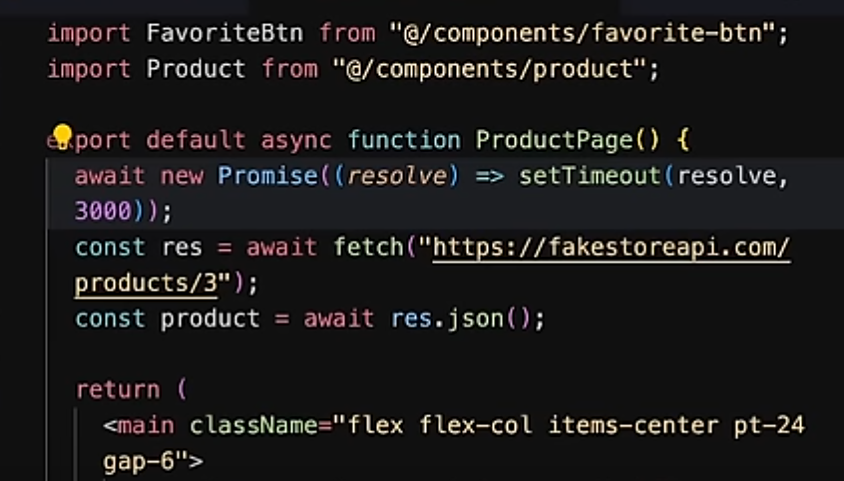 import FavoriteBtn from "@/components/favorite-btn";
import Product from "@/components/product";
export default async function ProductPage() {
await new Promise((resolve) => setTimeout(resolve,
3000));
const res = await fetch("https://fakestoreapi.com/
products/3");
const product = await res.json();
return (
<main className="flex flex-col items-center pt-24
gap-6">